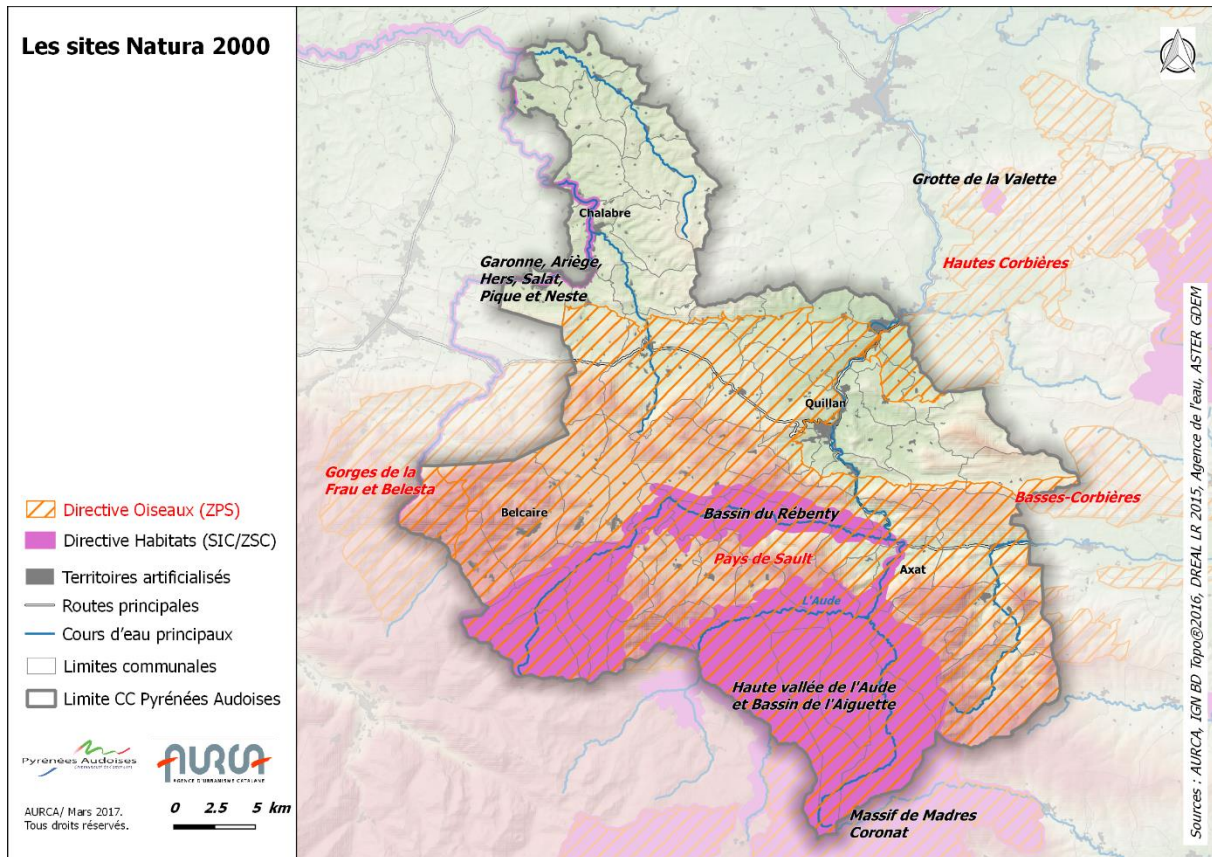 Les sites Natura 2000
Grotte de la Valette
Chalabre
Hautes Corbières
Garonne, Ariège,
Hers, Salat,
Pique et Neste
Quillan
Gorges de la
Frau et Belesta
Basses-Corbières
Belcaire
Bassin du Rébenty
Pays de Sault
Axat
L'Aude
Haute vallée de l'Aude
et Bassin de l'Aiguette
Massif de Madres
Coronat
Directive Oiseaux (ZPS)
Directive Habitats (SIC/ZSC)
Territoires artificialisés
Routes principales
Cours d'eau principaux
Limites communales
Limite CC Pyrénées Audoises
Pyrénées Audoises
AURCA
AGENCE D'URBANISME CATALANE
AURCA/ Mars 2017.
Tous droits réservés.
0 2.5 5 km
Sources : AURCA, IGN BD Topo®2016, DREAL LR 2015, Agence de l'eau, ASTER GDEM